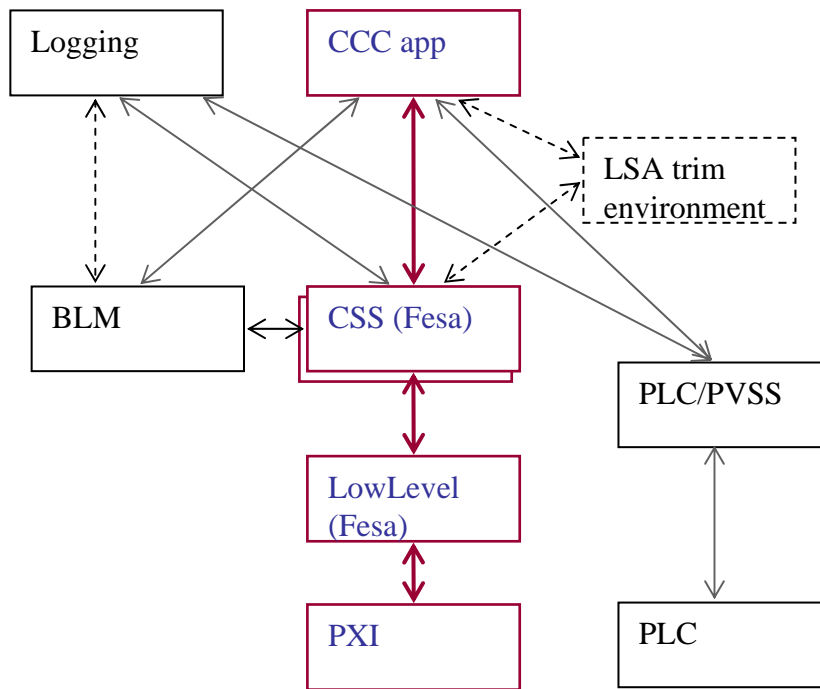 Logging
CCC app
LSA trim
environment
BLM
CSS (Fesa)
PLC/PVSS
LowLevel
(Fesa)
PXI
PLC